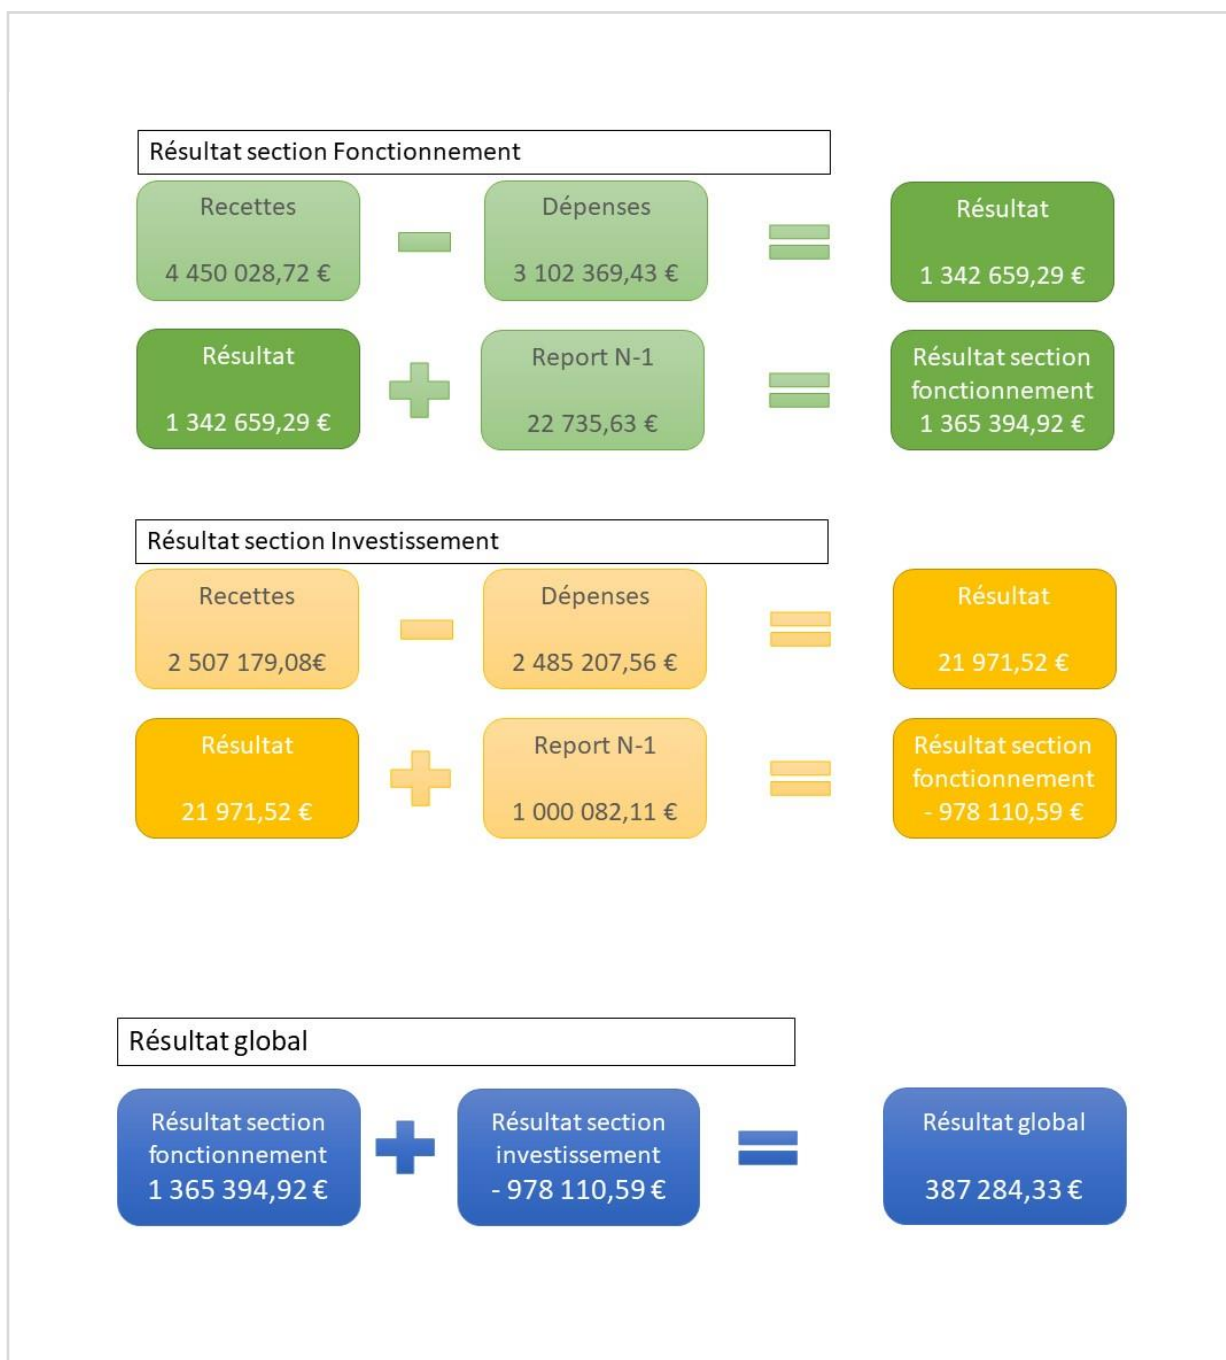 Résultat section Fonctionnement
Recettes
4 450 028,72 €
Dépenses
3 102 369,43 €
Résultat
1 342 659,29 €
Résultat
1 342 659,29 €
Report N-1
22 735,63 €
Résultat section
fonctionnement
1 365 394,92 €
Résultat section Investissement
Recettes
2 507 179,08€
Dépenses
2 485 207,56 €
Résultat
21 971,52 €
Résultat
21 971,52 €
Report N-1
1 000 082,11 €
Résultat section
fonctionnement
- 978 110,59 €
Résultat global
Résultat section
fonctionnement
1 365 394,92 €
Résultat section
investissement
- 978 110,59 €
Résultat global
387 284,33 €